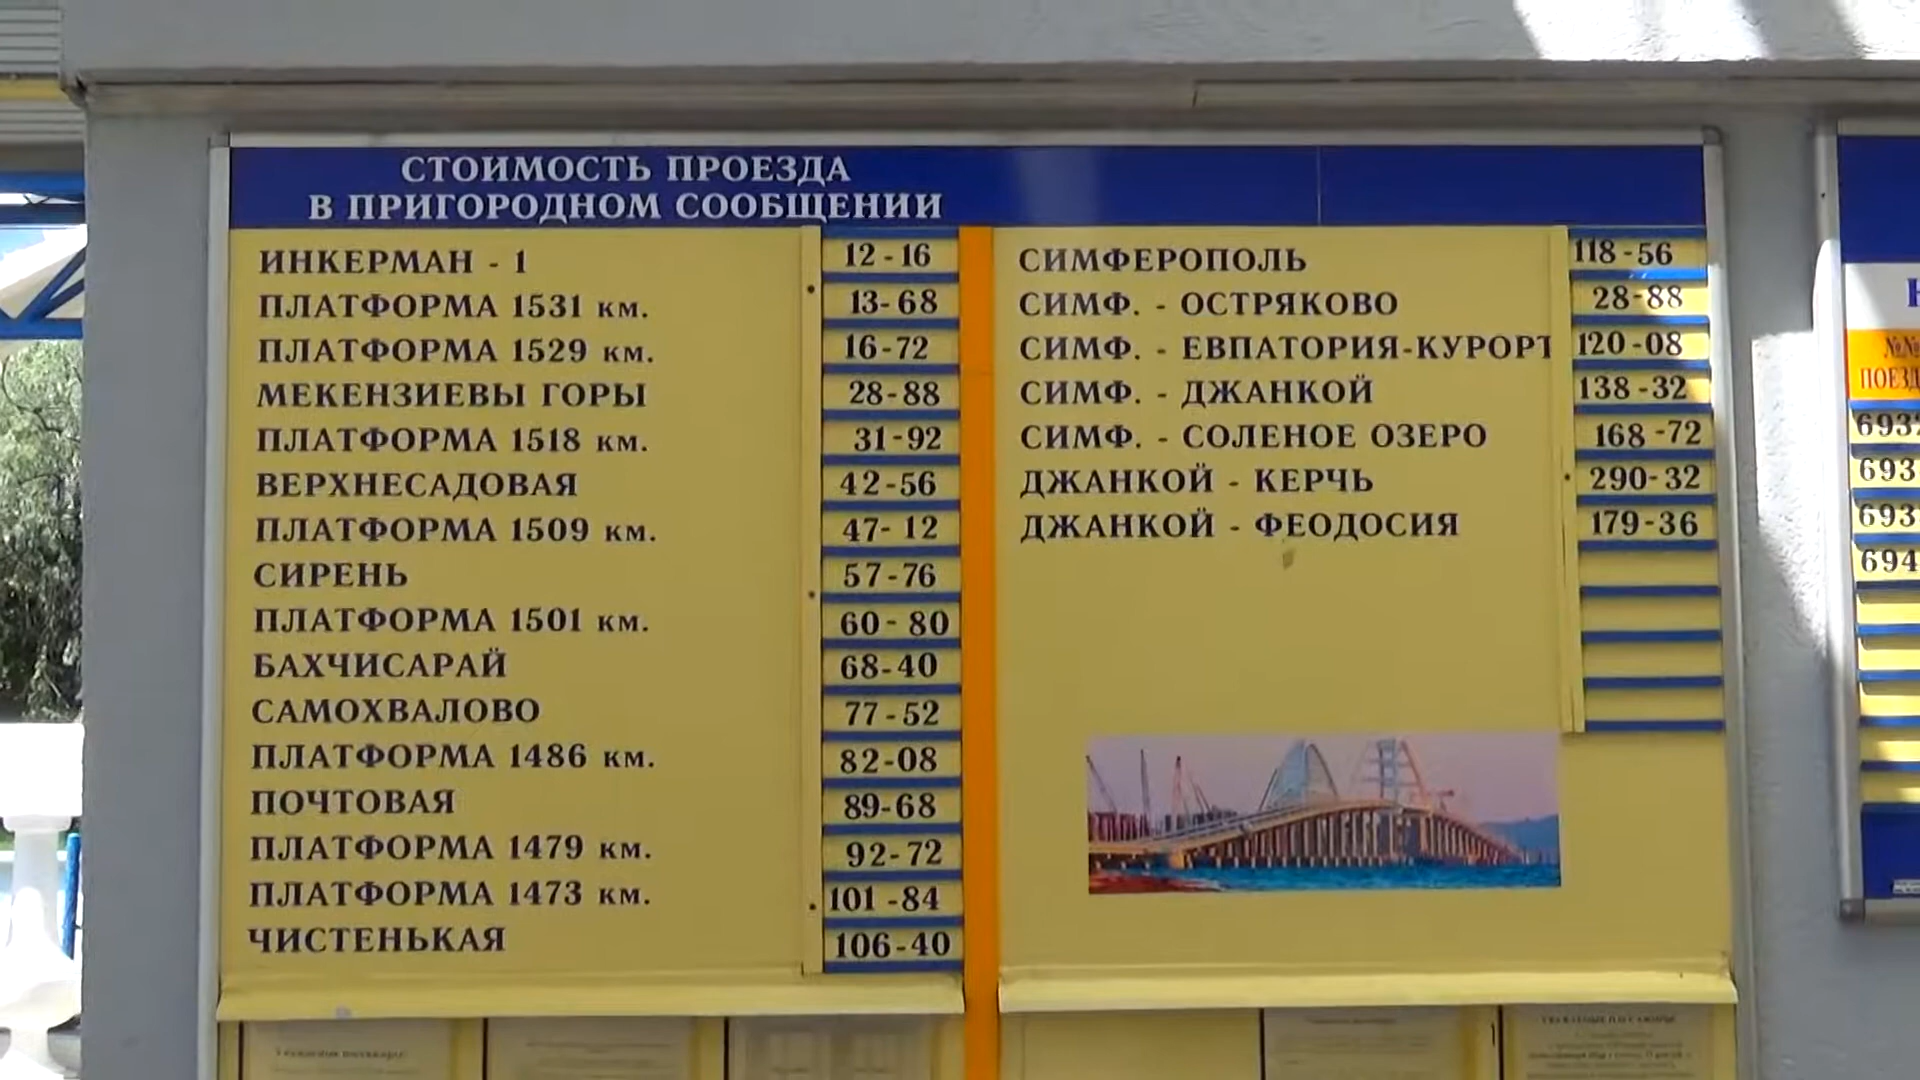 СТОИМОСТЬ ПРОЕЗДА
В ПРИГОРОДНОМ СООБЩЕНИИ
ИНКЕРМАН - 1 12-16
ПЛАТФОРМА 1531 км. 13-68
ПЛАТФОРМА 1529 км. 16-72
МЕКЕНЗИЕВЫ ГОРЫ 28-88
ПЛАТФОРМА 1518 км. 31-92
ВЕРХНЕСАДОВАЯ 42-56
ПЛАТФОРМА 1509 км. 47-12
СИРЕНЬ 57-76
ПЛАТФОРМА 1501 км. 60-80
БАХЧИСАРАЙ 68-40
САМОХВАЛОВО 77-52
ПЛАТФОРМА 1486 км. 82-08
ПОЧТОВАЯ 89-68
ПЛАТФОРМА 1479 км. 92-72
ПЛАТФОРМА 1473 км. 101-84
ЧИСТЕНЬКАЯ 106-40
СИМФЕРОПОЛЬ 118-56
СИМФ. - ОСТРЯКОВО 28-88
СИМФ. - ЕВПАТОРИЯ-КУРОРТ 120-08
СИМФ. - ДЖАНКОЙ 138-32
СИМФ. - СОЛЕНОЕ ОЗЕРО 168-72
ДЖАНКОЙ - КЕРЧЬ 290-32
ДЖАНКОЙ - ФЕОДОСИЯ 179-36
№№
ПОЕЗД
693
693
694